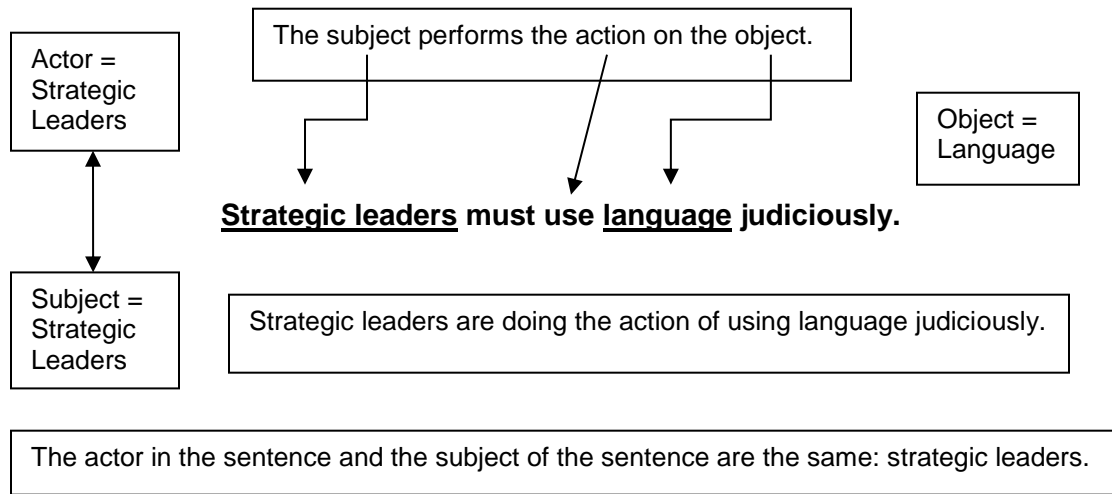 The subject performs the action on the object.
Actor =
Strategic
Leaders
Object =
Language
Strategic leaders must use language judiciously.
Subject =
Strategic
Leaders
Strategic leaders are doing the action of using language judiciously.
The actor in the sentence and the subject of the sentence are the same: strategic leaders.